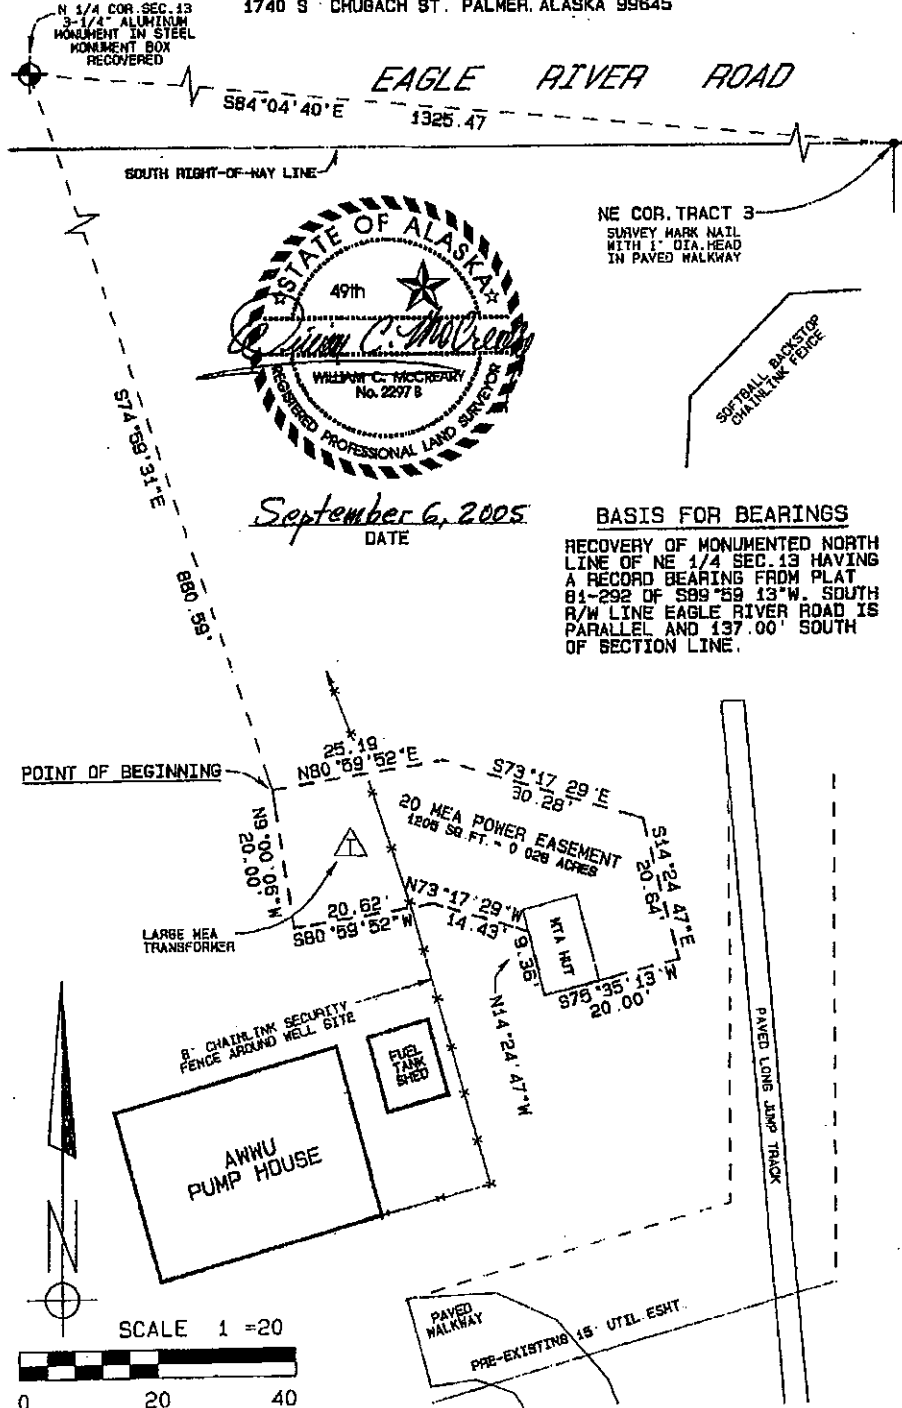 1740 S CHUGACH ST. PALMER, ALASKA 99645
N 1/4 COR.SEC.13
3-1/4" ALUMINUM
MONUMENT IN STEEL
MONUMENT BOX
RECOVERED
EAGLE RIVER ROAD
S84°04'40"E
1325.47
SOUTH RIGHT-OF-WAY LINE
NE COR.TRACT 3
SURVEY MARK NAIL
WITH 1" DIA.HEAD
IN PAVED WALKWAY
STATE OF ALASKA
49th
William C. McCreary
WILLIAM C. MCCREARY
No. 2297 S
REGISTERED PROFESSIONAL LAND SURVEYOR
September 6, 2005
DATE
SOFTBALL BACKSTOP
CHAINLINK FENCE
S74°59'31"E
880.59'
BASIS FOR BEARINGS
RECOVERY OF MONUMENTED NORTH
LINE OF NE 1/4 SEC.13 HAVING
A RECORD BEARING FROM PLAT
81-292 OF S89°59 13"W. SOUTH
R/W LINE EAGLE RIVER ROAD IS
PARALLEL AND 137.00' SOUTH
OF SECTION LINE.
POINT OF BEGINNING
25.19
N80°59'52"E
S73°17 29"E
30.28'
20 MEA POWER EASEMENT
1206 SQ.FT. = 0 028 ACRES
N9°00'06"W
20.00'
T
S14°24 47"E
20.64'
LARGE MEA
TRANSFORMER
20.62'
S80°59'52"W
N73°17'29"W
14.43'
9.36'
MTA HUT
S75°35'13"W
20.00'
N14°24'47"W
8' CHAINLINK SECURITY
FENCE AROUND WELL SITE
FUEL
TANK
SHED
AWWU
PUMP HOUSE
PAVED LONG JUMP TRACK
N
PAVED
WALKWAY
PRE-EXISTING 15' UTIL.ESMT.
SCALE 1 =20
0 20 40